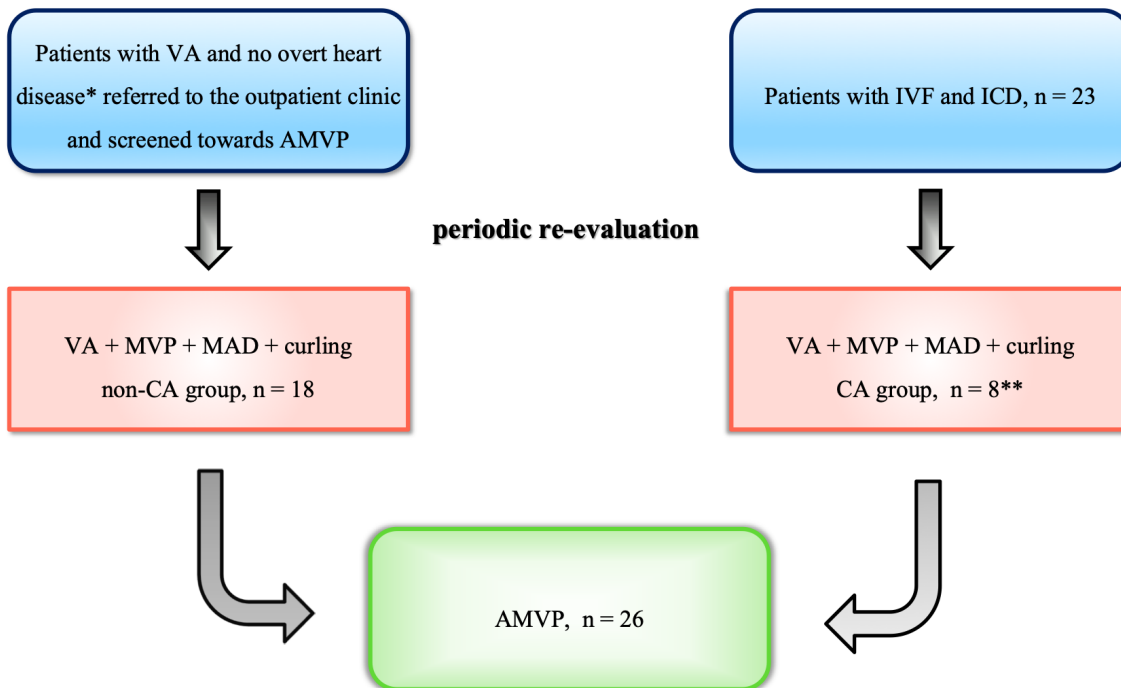 Patients with VA and no overt heart
disease* referred to the outpatient clinic
and screened towards AMVP
Patients with IVF and ICD, n = 23
periodic re-evaluation
VA + MVP + MAD + curling
non-CA group, n = 18
VA + MVP + MAD + curling
CA group, n = 8**
AMVP, n = 26